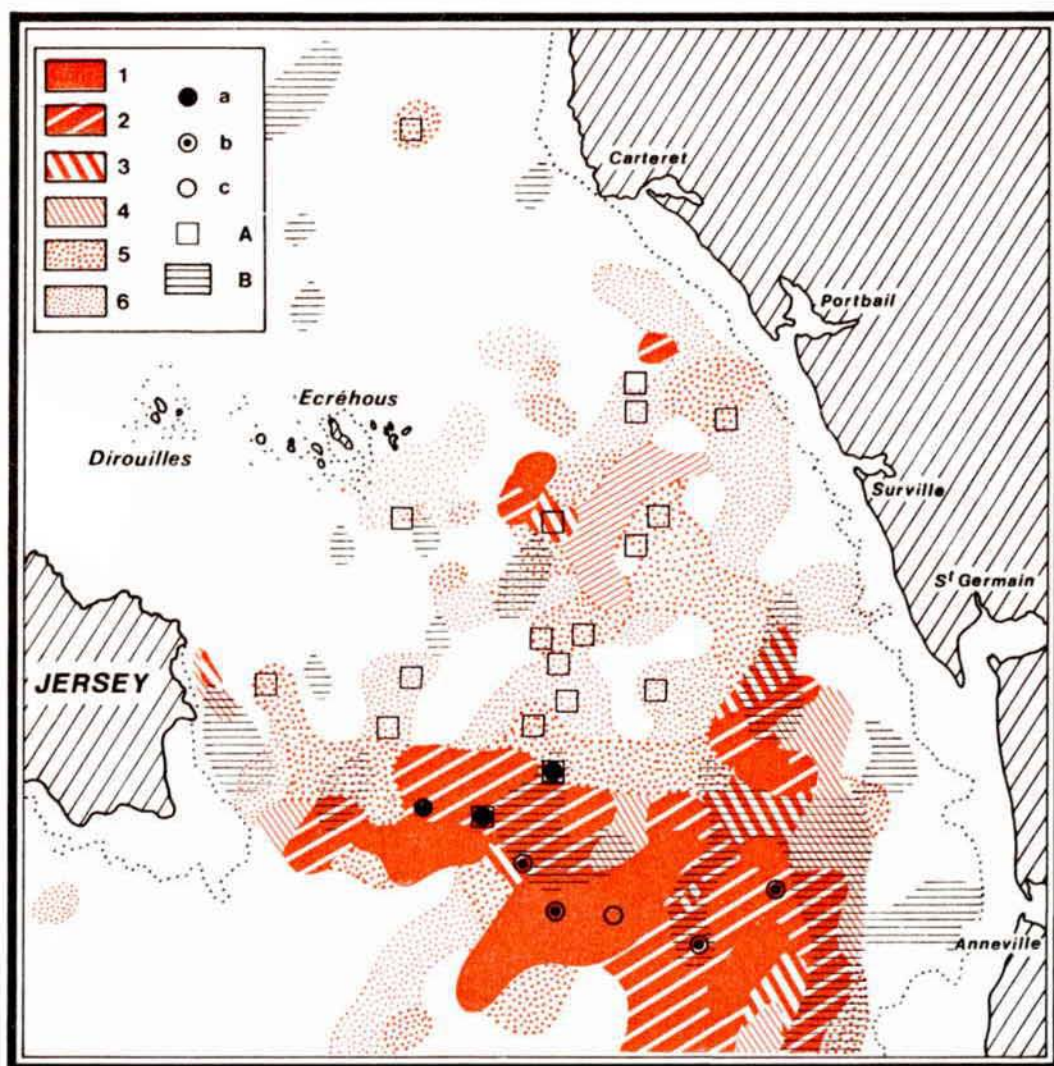 1
2
3
4
5
6
a
b
c
A
B
Carteret
Portbail
Ecréhous
Dirouilles
Surville
St Germain
JERSEY
Anneville